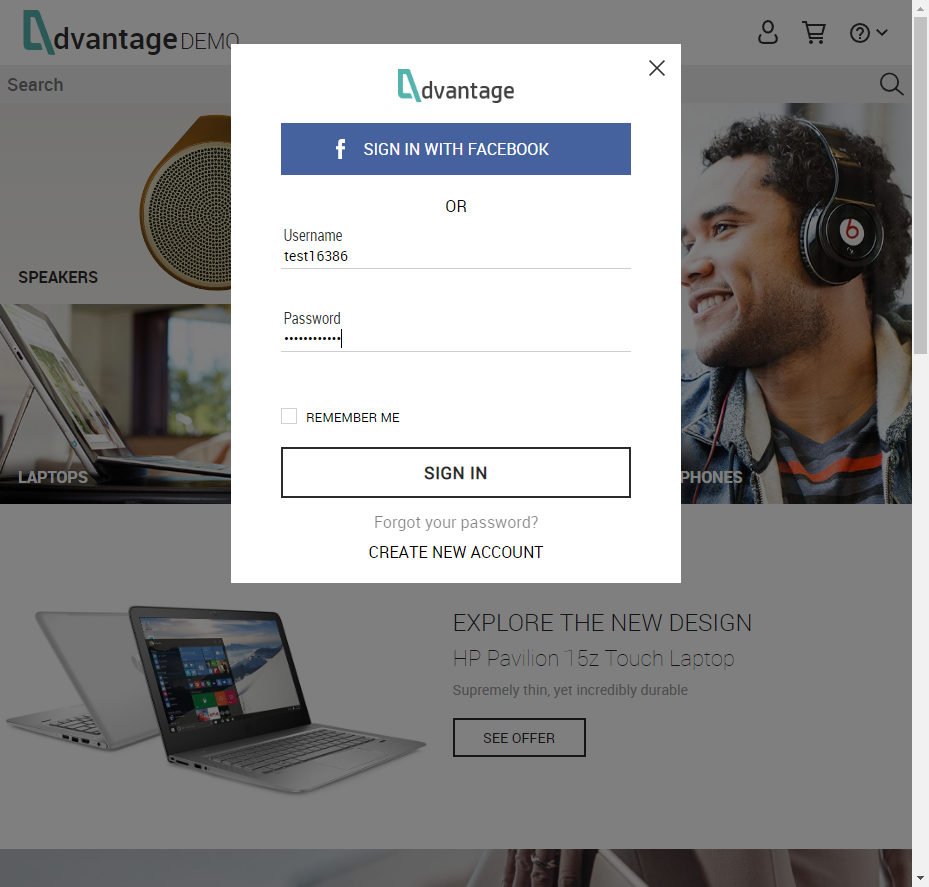 dvantage DEMO
Search
dvantage
SIGN IN WITH FACEBOOK
OR
Username
test16386
Password
••••••••••••
REMEMBER ME
SIGN IN
Forgot your password?
CREATE NEW ACCOUNT
SPEAKERS
LAPTOPS
PHONES
EXPLORE THE NEW DESIGN
HP Pavilion 15z Touch Laptop
Supremely thin, yet incredibly durable
SEE OFFER